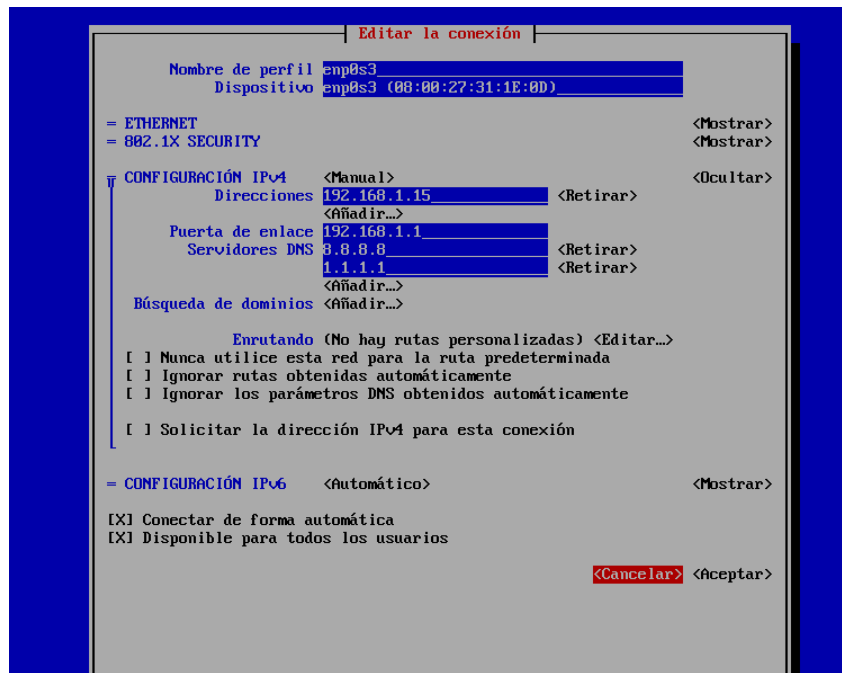 Editar la conexión
Nombre de perfil enp0s3
Dispositivo enp0s3 (08:00:27:31:1E:0D)
= ETHERNET <Mostrar>
= 802.1X SECURITY <Mostrar>
CONFIGURACIÓN IPv4 <Manual> <Ocultar>
Direcciones 192.168.1.15 <Retirar>
<Añadir…>
Puerta de enlace 192.168.1.1
Servidores DNS 8.8.8.8 <Retirar>
1.1.1.1 <Retirar>
<Añadir…>
Búsqueda de dominios <Añadir…>
Enrutando (No hay rutas personalizadas) <Editar…>
[ ] Nunca utilice esta red para la ruta predeterminada
[ ] Ignorar rutas obtenidas automáticamente
[ ] Ignorar los parámetros DNS obtenidos automáticamente
[ ] Solicitar la dirección IPv4 para esta conexión
= CONFIGURACIÓN IPv6 <Automático> <Mostrar>
[X] Conectar de forma automática
[X] Disponible para todos los usuarios
<Cancelar> <Aceptar>